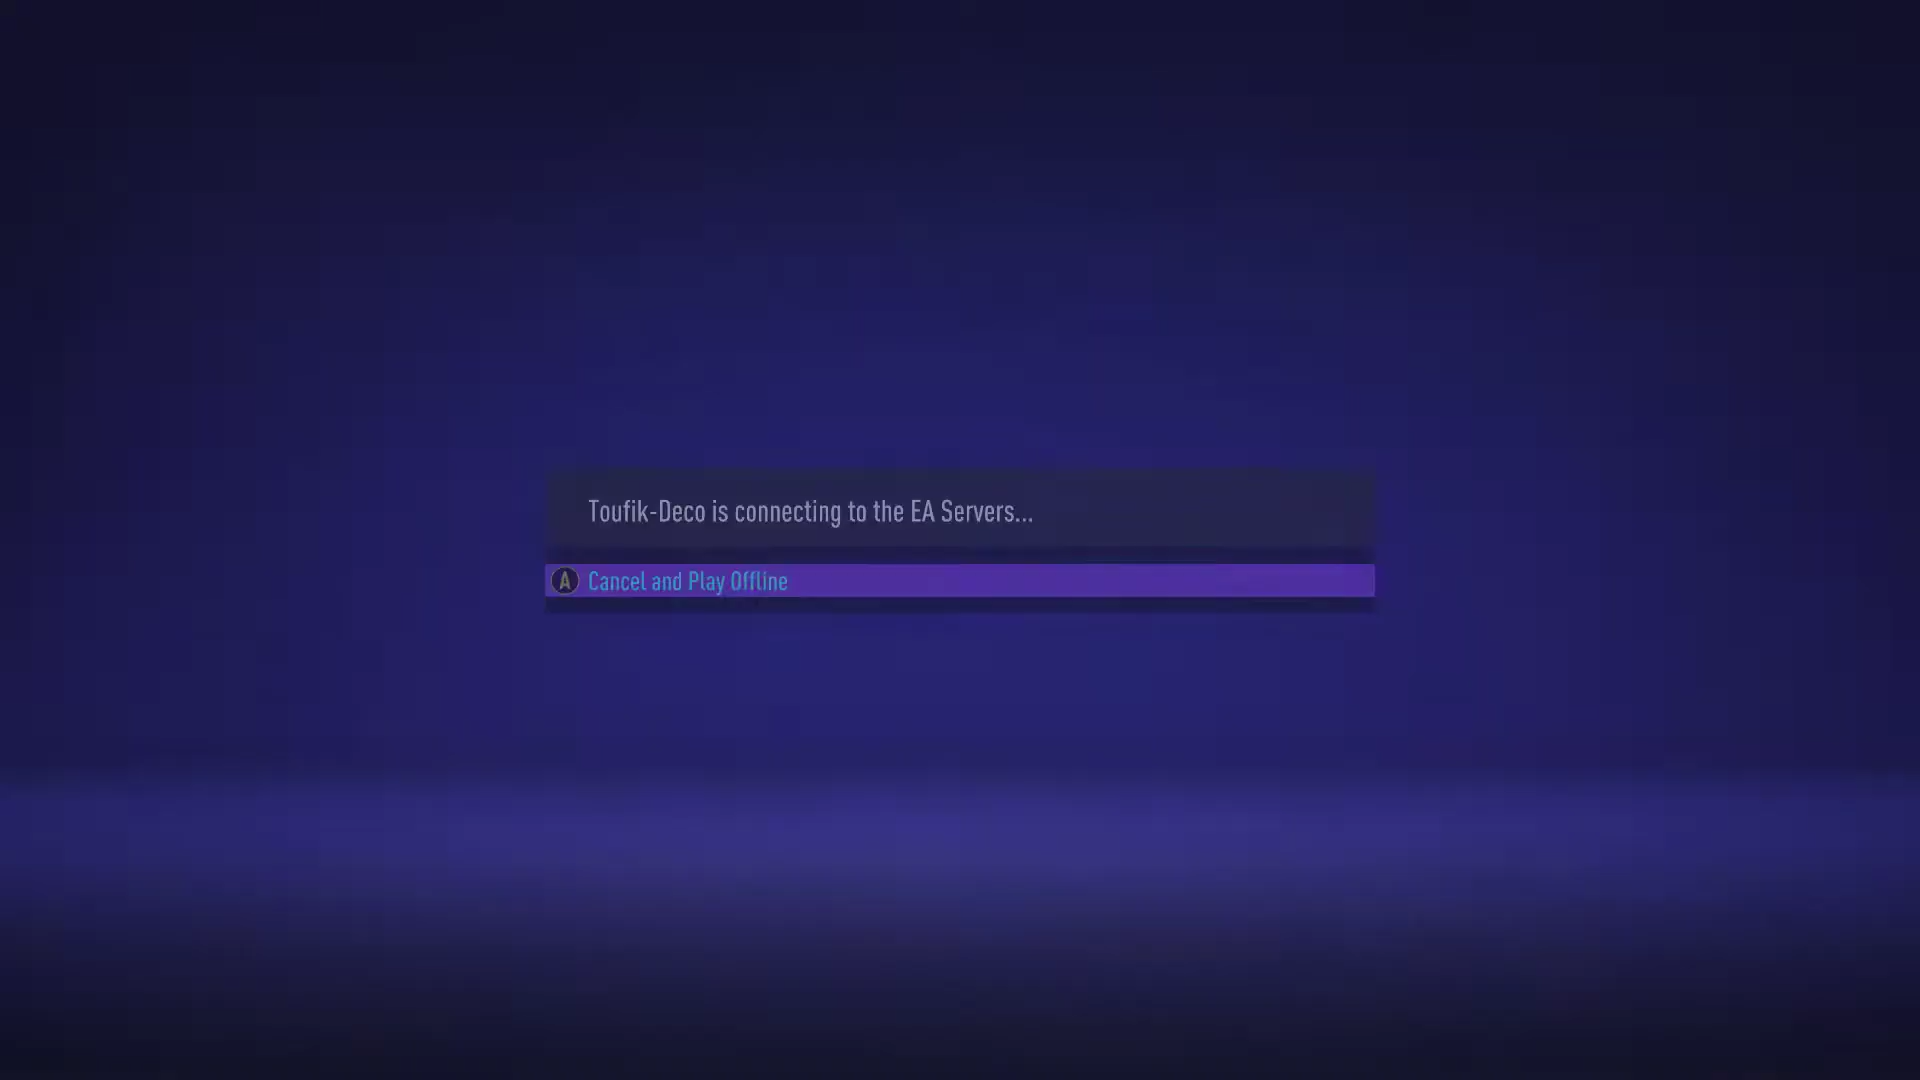 Toufik-Deco is connecting to the EA Servers...
A Cancel and Play Offline